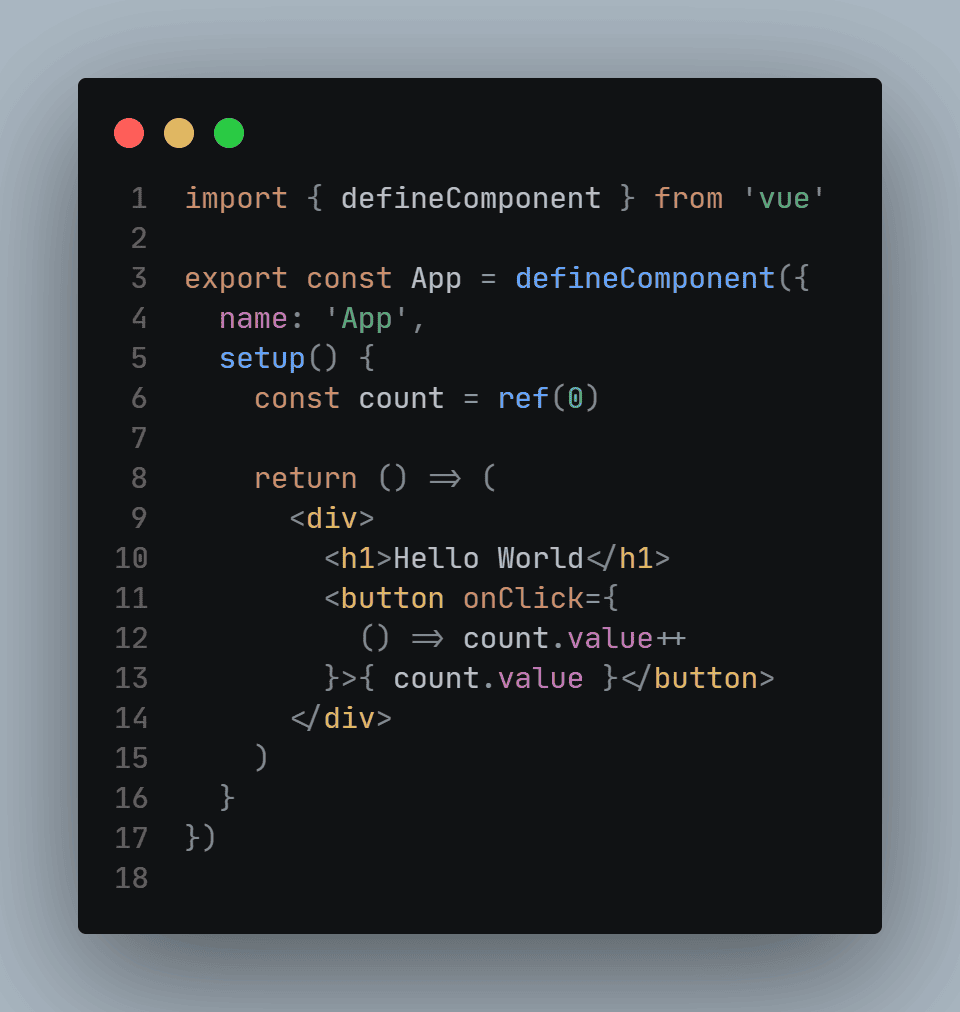 1 import { defineComponent } from 'vue'
2
3 export const App = defineComponent({
4   name: 'App',
5   setup() {
6     const count = ref(0)
7
8     return () => (
9       <div>
10         <h1>Hello World</h1>
11         <button onClick={
12           () => count.value++
13         }>{ count.value }</button>
14       </div>
15     )
16   }
17 })
18